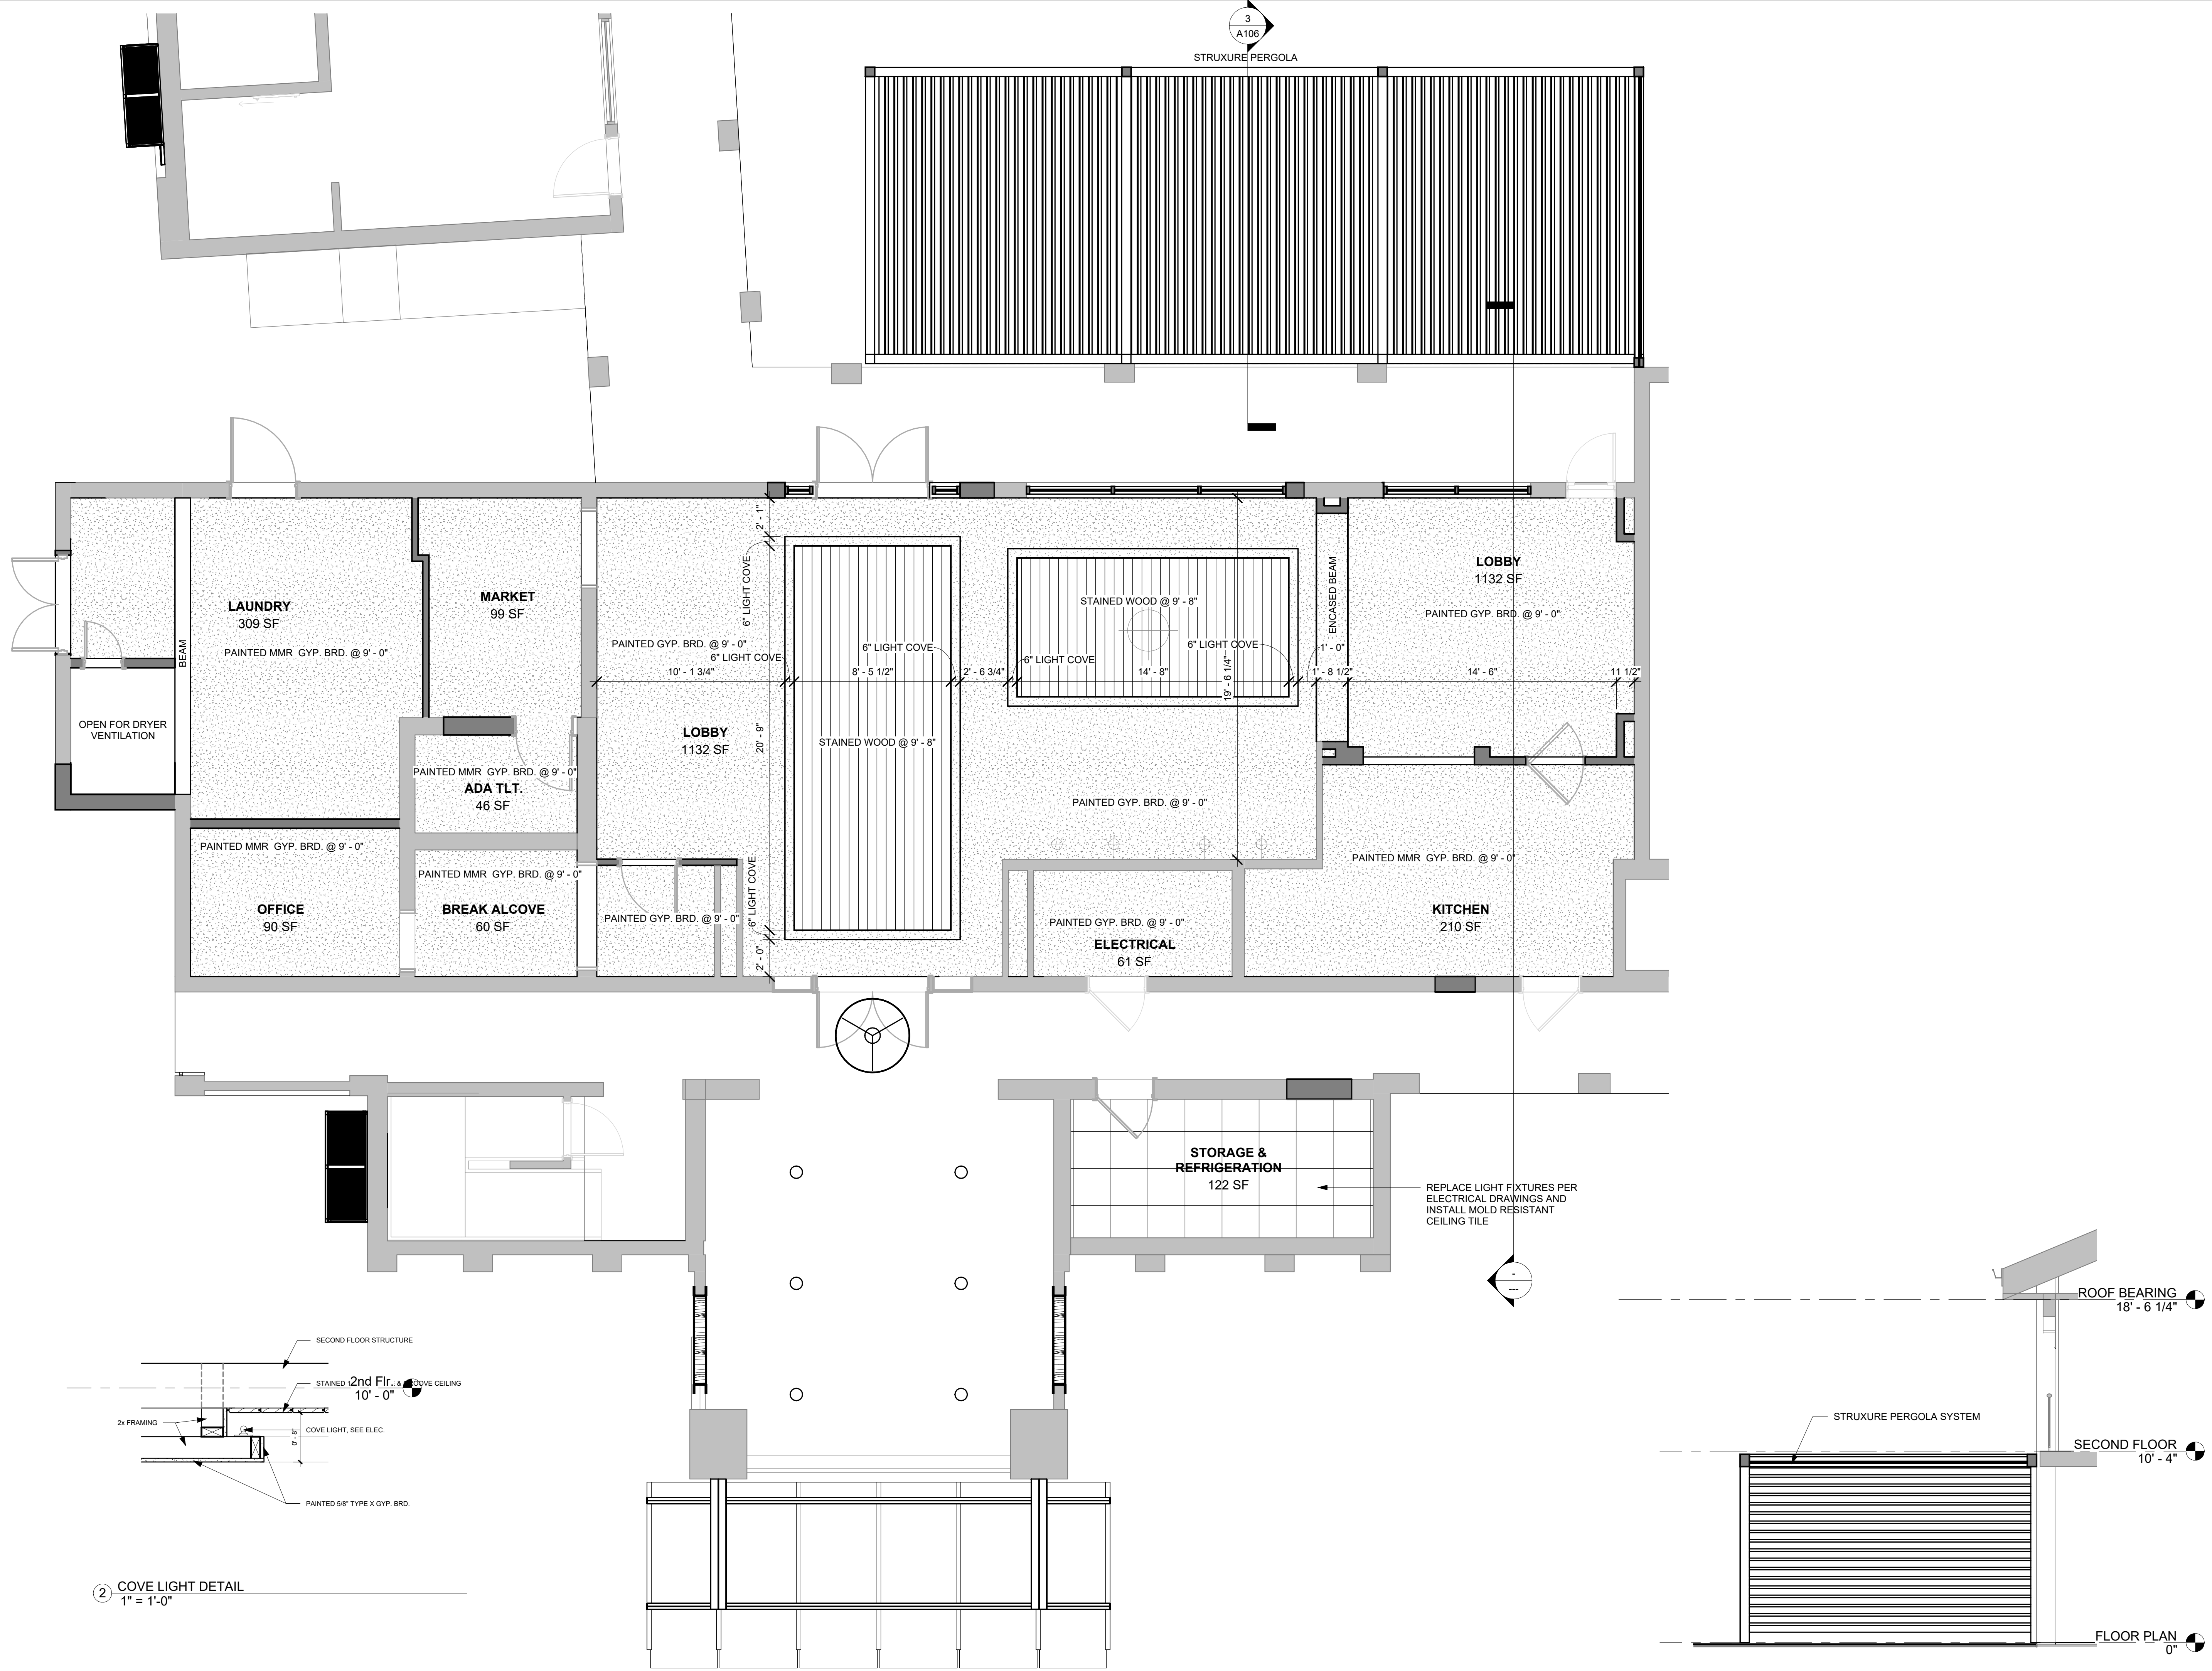 3
A106
STRUXURE PERGOLA
2' - 1"
6" LIGHT COVE
LAUNDRY
309 SF
PAINTED MMR  GYP. BRD. @ 9' - 0"
BEAM
MARKET
99 SF
PAINTED GYP. BRD. @ 9' - 0"
6" LIGHT COVE
6" LIGHT COVE
STAINED WOOD @ 9' - 8"
6" LIGHT COVE
6" LIGHT COVE
ENCASED BEAM
LOBBY
1132 SF
PAINTED GYP. BRD. @ 9' - 0"
10' - 1 3/4"
8' - 5 1/2"
2' - 6 3/4"
14' - 8"
19' - 6 1/4"
1' - 0"
1' - 8 1/2"
14' - 6"
11 1/2"
OPEN FOR DRYER
VENTILATION
LOBBY
1132 SF
20' - 9"
STAINED WOOD @ 9' - 8"
PAINTED MMR  GYP. BRD. @ 9' - 0"
ADA TLT.
46 SF
PAINTED GYP. BRD. @ 9' - 0"
PAINTED MMR  GYP. BRD. @ 9' - 0"
OFFICE
90 SF
PAINTED MMR  GYP. BRD. @ 9' - 0"
BREAK ALCOVE
60 SF
PAINTED GYP. BRD. @ 9' - 0"
6" LIGHT COVE
2' - 0"
PAINTED GYP. BRD. @ 9' - 0"
ELECTRICAL
61 SF
PAINTED MMR  GYP. BRD. @ 9' - 0"
KITCHEN
210 SF
STORAGE &
REFRIGERATION
122 SF
REPLACE LIGHT FIXTURES PER
ELECTRICAL DRAWINGS AND
INSTALL MOLD RESISTANT
CEILING TILE
-
---
SECOND FLOOR STRUCTURE
STAINED & CEILING
2nd Flr.
10' - 0"
2x FRAMING
COVE LIGHT, SEE ELEC.
0' - 8"
PAINTED 5/8" TYPE X GYP. BRD.
2
COVE LIGHT DETAIL
1" = 1'-0"
ROOF BEARING
18' - 6 1/4"
STRUXURE PERGOLA SYSTEM
SECOND FLOOR
10' - 4"
FLOOR PLAN
0"